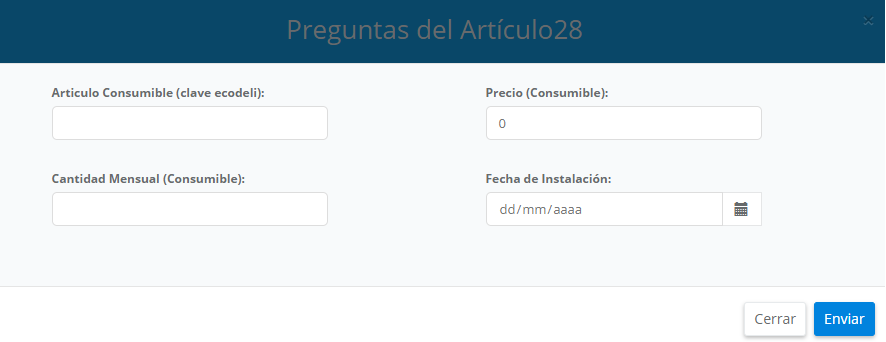 Preguntas del Artículo28
×
Articulo Consumible (clave ecodeli):
Precio (Consumible):
0
Cantidad Mensual (Consumible):
Fecha de Instalación:
dd/mm/aaaa
Cerrar
Enviar